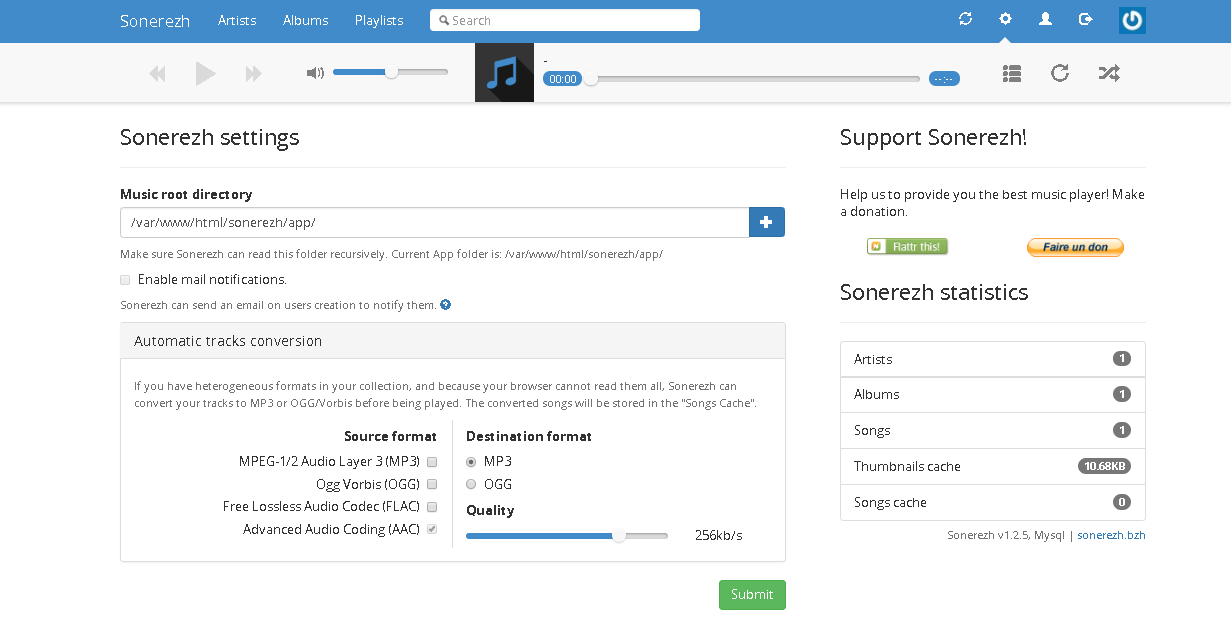 Sonerezh Artists Albums Playlists Search
-
00:00 --:--
Sonerezh settings
Music root directory
/var/www/html/sonerezh/app/
Make sure Sonerezh can read this folder recursively. Current App folder is: /var/www/html/sonerezh/app/
Enable mail notifications.
Sonerezh can send an email on users creation to notify them. ?
Automatic tracks conversion
If you have heterogeneous formats in your collection, and because your browser cannot read them all, Sonerezh can
convert your tracks to MP3 or OGG/Vorbis before being played. The converted songs will be stored in the "Songs Cache".
Source format
MPEG-1/2 Audio Layer 3 (MP3)
Ogg Vorbis (OGG)
Free Lossless Audio Codec (FLAC)
Advanced Audio Coding (AAC)
Destination format
MP3
OGG
Quality
256kb/s
Submit
Support Sonerezh!
Help us to provide you the best music player! Make
a donation.
Flattr this! Faire un don
Sonerezh statistics
Artists 1
Albums 1
Songs 1
Thumbnails cache 10.68KB
Songs cache 0
Sonerezh v1.2.5, Mysql | sonerezh.bzh